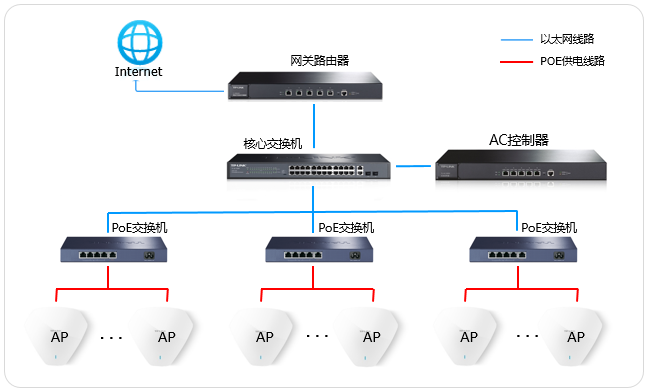 网关路由器
以太网线路
Internet
POE供电线路
核心交换机
AC控制器
PoE交换机
PoE交换机
PoE交换机
AP ··· AP
AP ··· AP
AP ··· AP